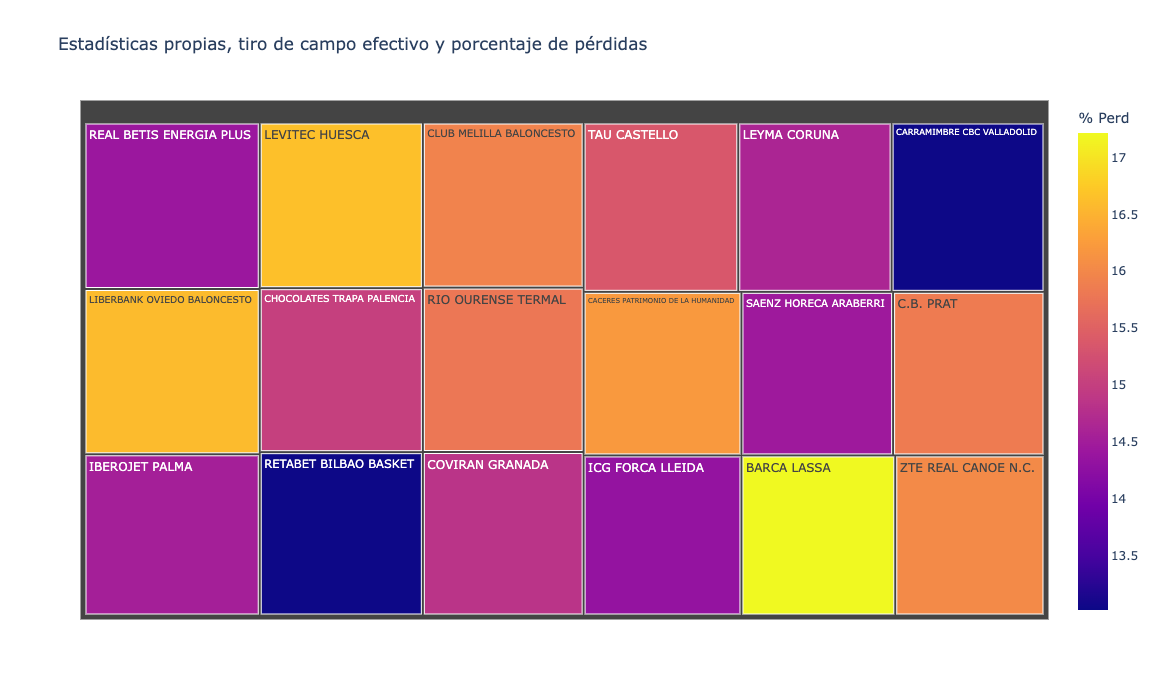 Estadísticas propias, tiro de campo efectivo y porcentaje de pérdidas
% Perd
REAL BETIS ENERGIA PLUS
LEVITEC HUESCA
CLUB MELILLA BALONCESTO
TAU CASTELLO
LEYMA CORUNA
CARRAMIMBRE CBC VALLADOLID
LIBERBANK OVIEDO BALONCESTO
CHOCOLATES TRAPA PALENCIA
RIO OURENSE TERMAL
CACERES PATRIMONIO DE LA HUMANIDAD
SAENZ HORECA ARABERRI
C.B. PRAT
IBEROJET PALMA
RETABET BILBAO BASKET
COVIRAN GRANADA
ICG FORCA LLEIDA
BARCA LASSA
ZTE REAL CANOE N.C.
17
16.5
16
15.5
15
14.5
14
13.5